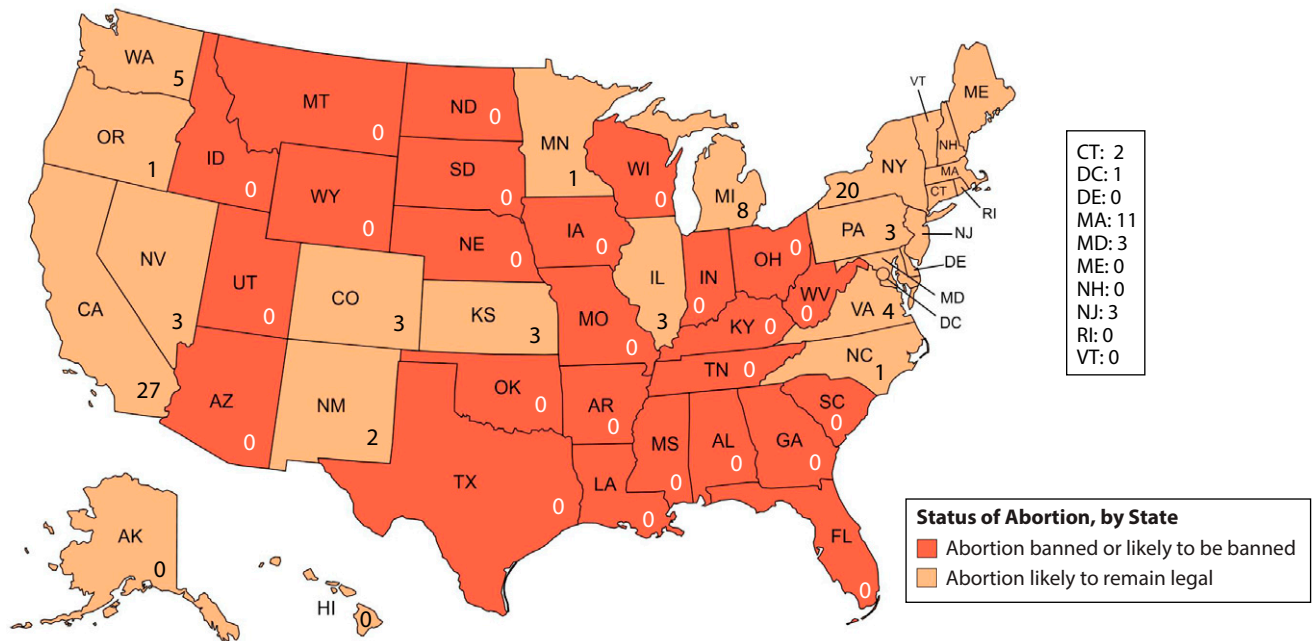 WA
5
MT
0
ND
0
VT
ME
OR
1
ID
0
MN
1
WI
0
NY
20
NH
MA
CT
RI
WY
0
SD
0
MI
8
PA
3
NJ
DE
MD
DC
NV
3
UT
0
NE
0
IA
0
IL
3
IN
0
OH
0
WV
0
VA
4
CA
27
CO
3
KS
3
MO
0
KY
0
NC
1
AZ
0
NM
2
OK
0
AR
0
TN
0
SC
0
TX
0
LA
0
MS
0
AL
0
GA
0
FL
0
AK
0
HI
0
CT: 2
DC: 1
DE: 0
MA: 11
MD: 3
ME: 0
NH: 0
NJ: 3
RI: 0
VT: 0
Status of Abortion, by State
Abortion banned or likely to be banned
Abortion likely to remain legal